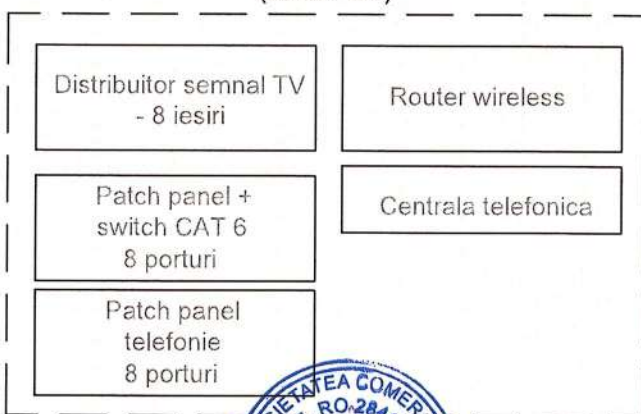 Distribuitor semnal TV
- 8 iesiri
Router wireless
Patch panel +
switch CAT 6
8 porturi
Centrala telefonica
Patch panel
telefonie
8 porturi